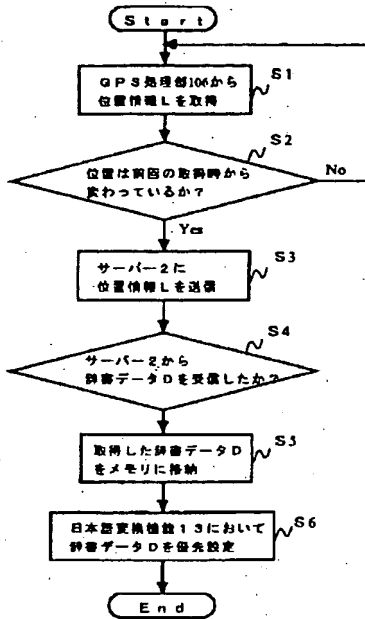 Start
GPS処理部106から
位置情報Lを取得
S1
S2
位置は前回の取得時から
変わっているか?
No
Yes
サーバー2に
位置情報Lを送信
S3
S4
サーバー2から
辞書データDを受信したか?
取得した辞書データD
をメモリに格納
S5
日本語変換機能13において
辞書データDを優先設定
S6
End